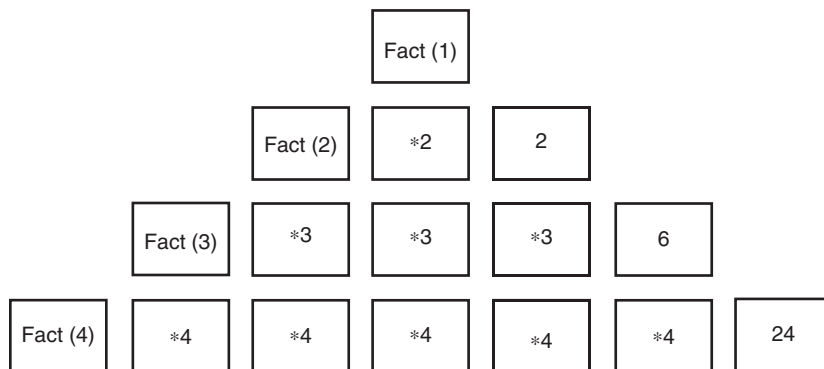 Fact (1)
Fact (2) *2 2
Fact (3) *3 *3 *3 6
Fact (4) *4 *4 *4 *4 *4 24